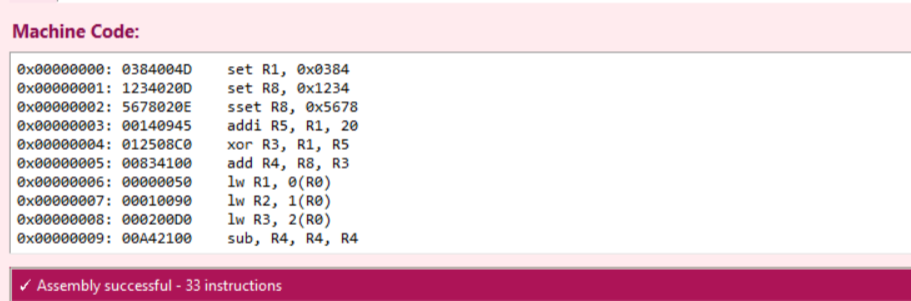 Machine Code:
0x00000000: 0384004D set R1, 0x0384
0x00000001: 1234020D set R8, 0x1234
0x00000002: 5678020E sset R8, 0x5678
0x00000003: 00140945 addi R5, R1, 20
0x00000004: 012508C0 xor R3, R1, R5
0x00000005: 00834100 add R4, R8, R3
0x00000006: 00000050 lw R1, 0(R0)
0x00000007: 00010090 lw R2, 1(R0)
0x00000008: 000200D0 lw R3, 2(R0)
0x00000009: 00A42100 sub, R4, R4, R4
✓ Assembly successful - 33 instructions